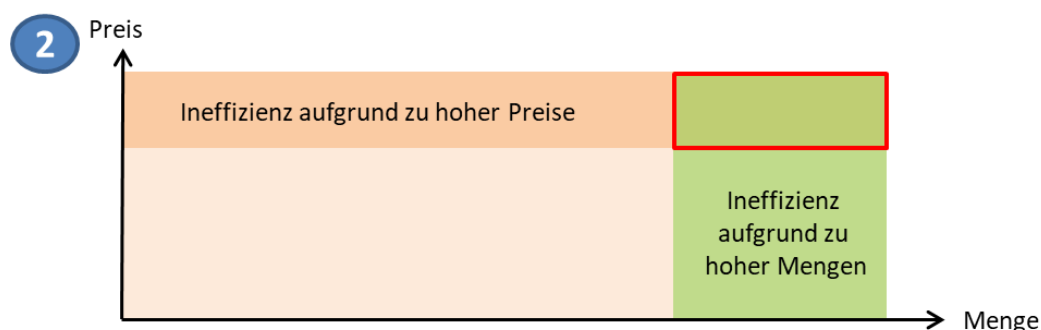 2
Preis
Ineffizienz aufgrund zu hoher Preise
Ineffizienz
aufgrund zu
hoher Mengen
Menge